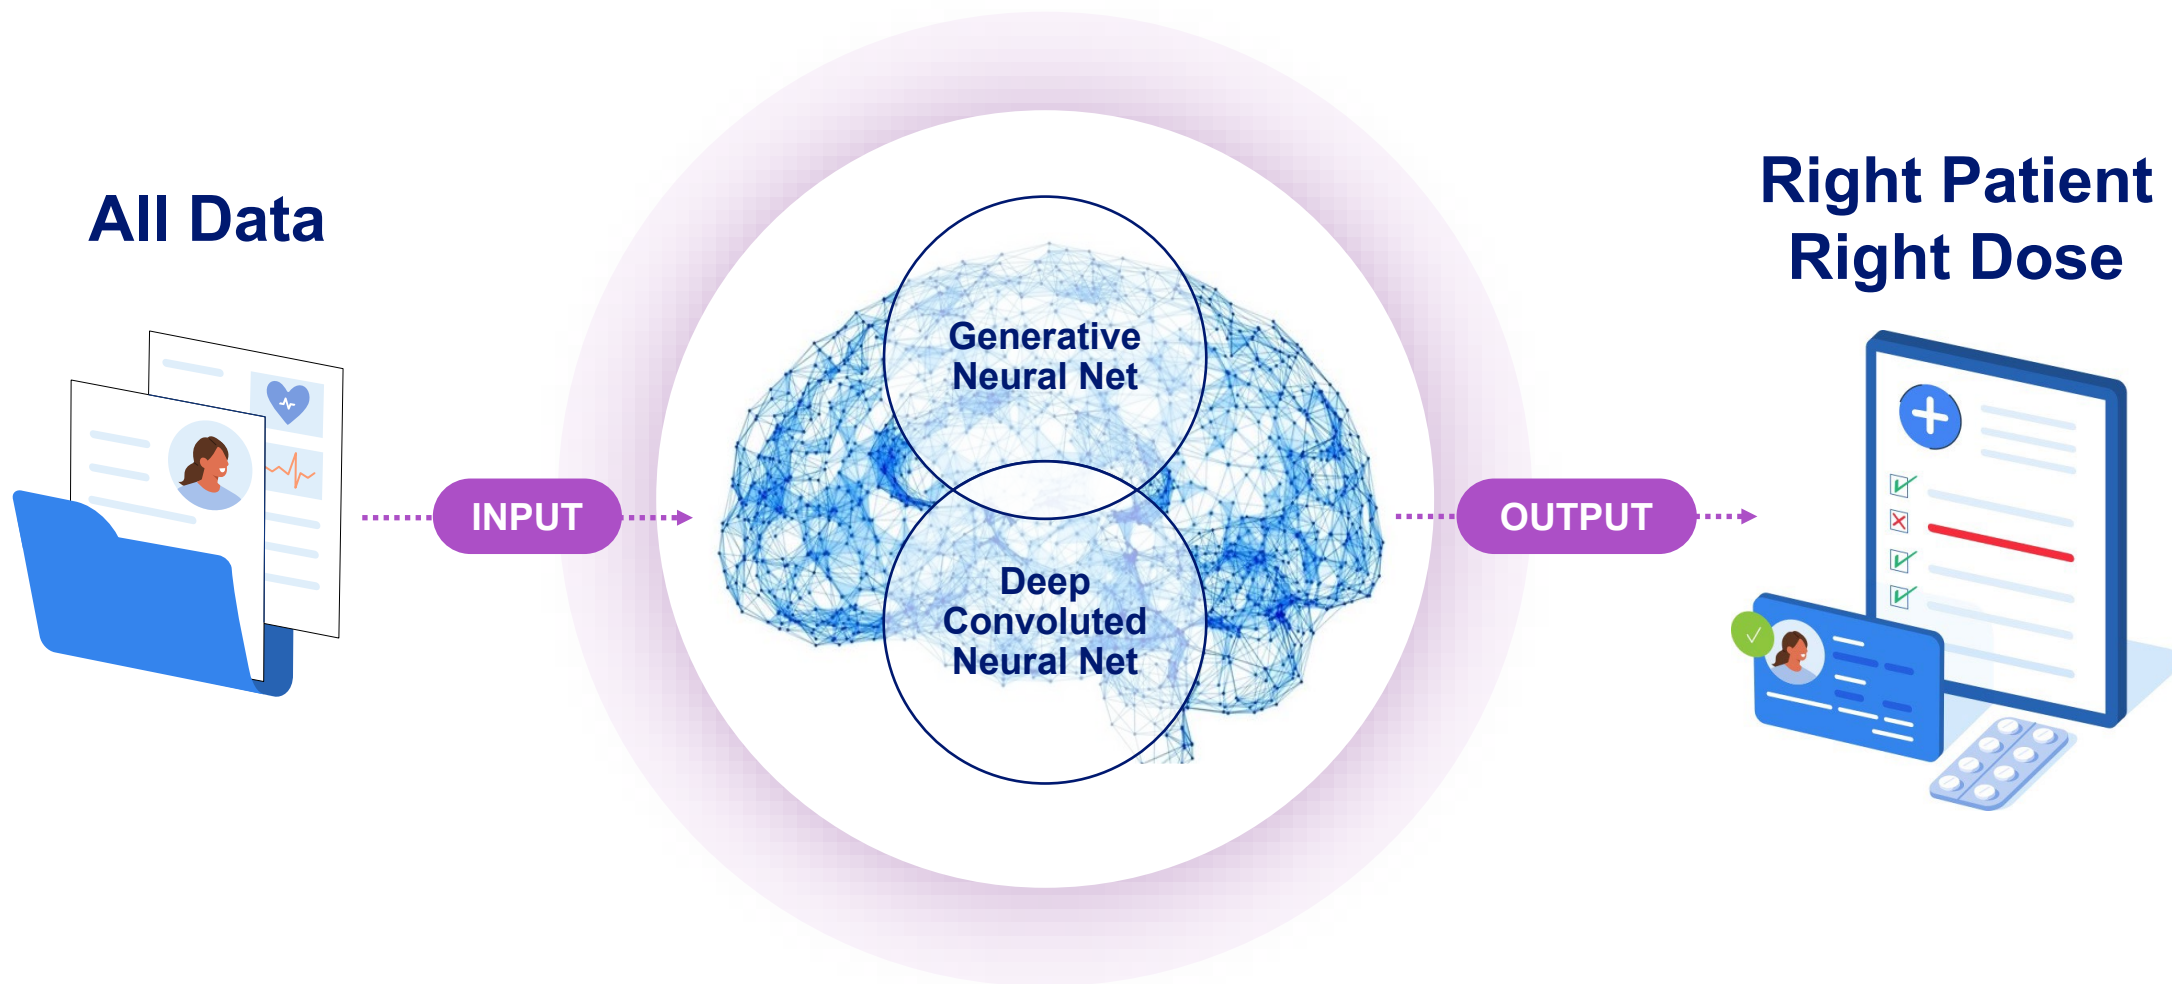 All Data
INPUT
Generative
Neural Net
Deep
Convoluted
Neural Net
OUTPUT
Right Patient
Right Dose